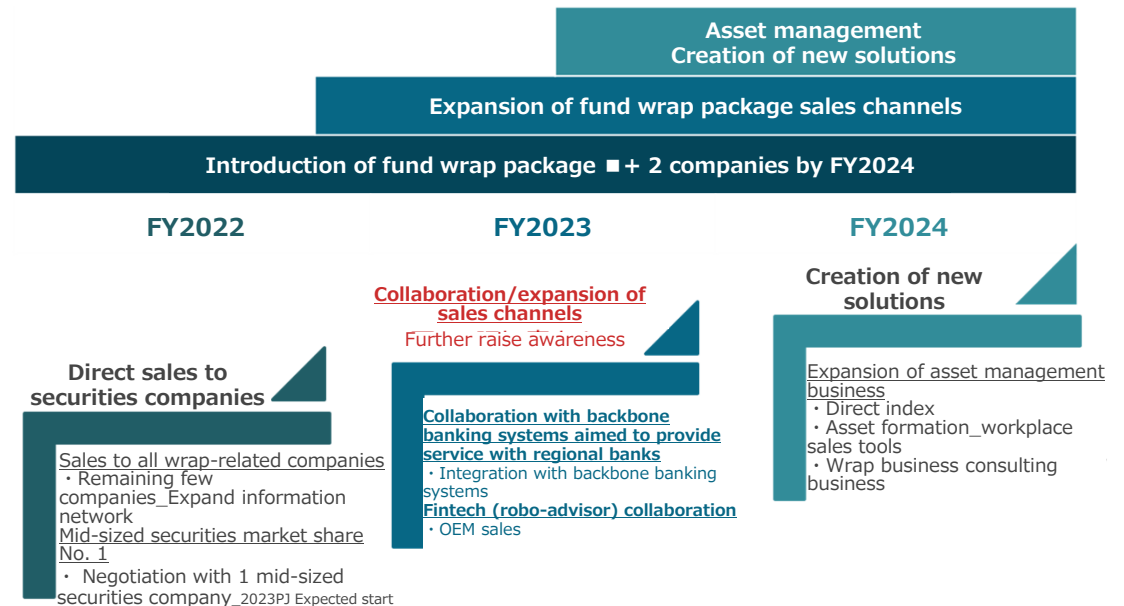 Asset management
Creation of new solutions
Expansion of fund wrap package sales channels
Introduction of fund wrap package ■+ 2 companies by FY2024
FY2022
FY2023
FY2024
Direct sales to
securities companies
Sales to all wrap-related companies
・Remaining few
companies_Expand information
network
Mid-sized securities market share
No. 1
・ Negotiation with 1 mid-sized
securities company_2023PJ Expected start
Collaboration/expansion of
sales channels
Further raise awareness
Collaboration with backbone
banking systems aimed to provide
service with regional banks
・Integration with backbone banking
systems
Fintech (robo-advisor) collaboration
・OEM sales
Creation of new
solutions
Expansion of asset management
business
・Direct index
・Asset formation_workplace
sales tools
・Wrap business consulting
business